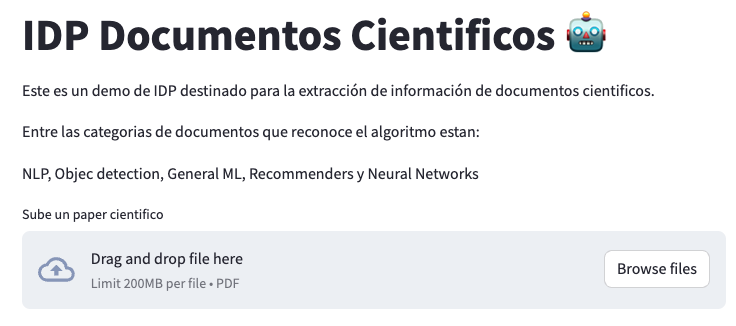 IDP Documentos Cientificos 🤖
Este es un demo de IDP destinado para la extracción de información de documentos cientificos.
Entre las categorias de documentos que reconoce el algoritmo estan:
NLP, Objec detection, General ML, Recommenders y Neural Networks
Sube un paper cientifico
Drag and drop file here
Limit 200MB per file • PDF
Browse files